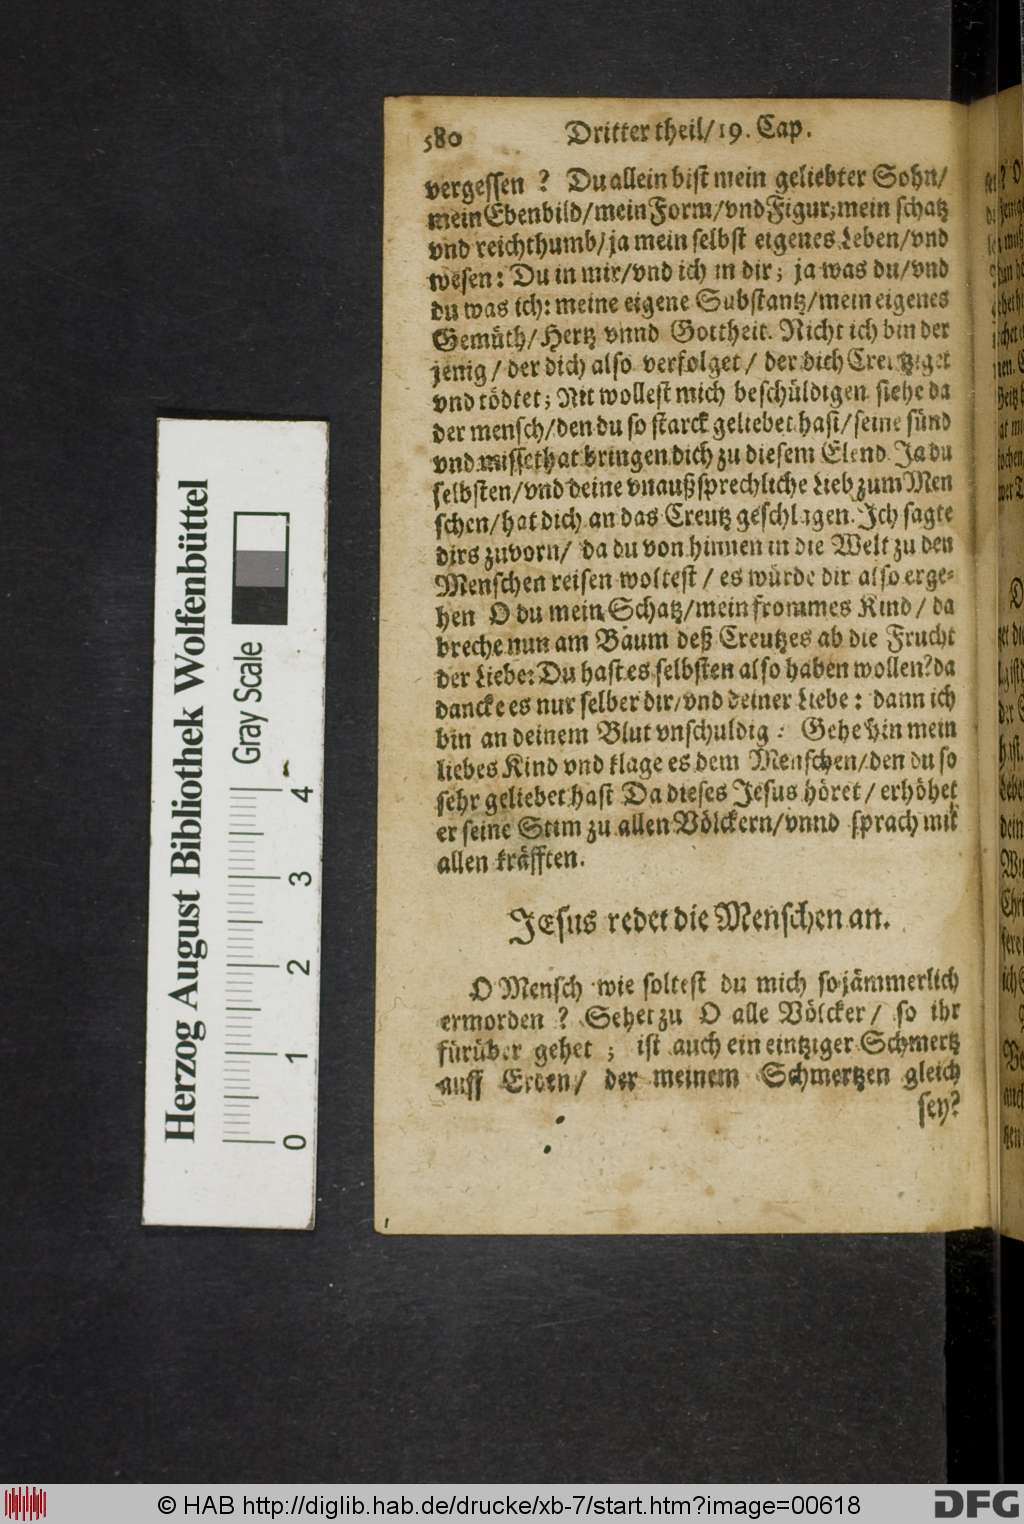 580 Dritter theil/19. Cap.
vergessen ? Du allein bist mein geliebter Sohn/
mein Ebenbild/mein Form/vnd Figur; mein schatz
vnd reichthumb/ja mein selbst eigenes Leben/vnd
wesen: Du in mir/vnd ich in dir; ja was du/vnd
du was ich: meine eigene Substantz/mein eigenes
Gemüth/Hertz vnnd Gottheit. Nicht ich bin der
jenig/der dich also verfolget/der dich Creutziget
vnd tödtet; Nit wollest mich beschüldigen siehe da
der mensch/den du so starck geliebet hast/seine sünd
vnd missethat bringen dich zu diesem Elend Ja du
selbsten/vnd deine vnaußsprechliche Lieb zum Men
schen/hat dich an das Creutz geschlagen. Ich sagte
dirs zuvorn/ da du von hinnen in die Welt zu den
Menschen reisen woltest/es würde dir also erge-
hen O du mein Schatz/mein frommes Kind/da
breche nun am Baum deß Creutzes ab die Frucht
der Liebe: Du hast es selbsten also haben wollen? da
dancke es nur selber dir/vnd deiner Liebe: dann ich
bin an deinem Blut vnschuldig: Gehe hin mein
liebes Kind vnd klage es dem Menschen/den du so
sehr geliebet hast Da dieses Jesus höret/erhöhet
er seine Stim zu allen Völckern/vnnd sprach mit
allen kräfften.
JEsus redet die Menschen an.
O Mensch wie soltest du mich so jämmerlich
ermorden ? Sehet zu O alle Völcker/ so ihr
fürüber gehet ; ist auch ein eintziger Schmertz
auff Erden/ der meinem Schmertzen gleich
sey?
Herzog August Bibliothek Wolfenbüttel
Gray Scale
0 1 2 3 4
© HAB http://diglib.hab.de/drucke/xb-7/start.htm?image=00618
DFG